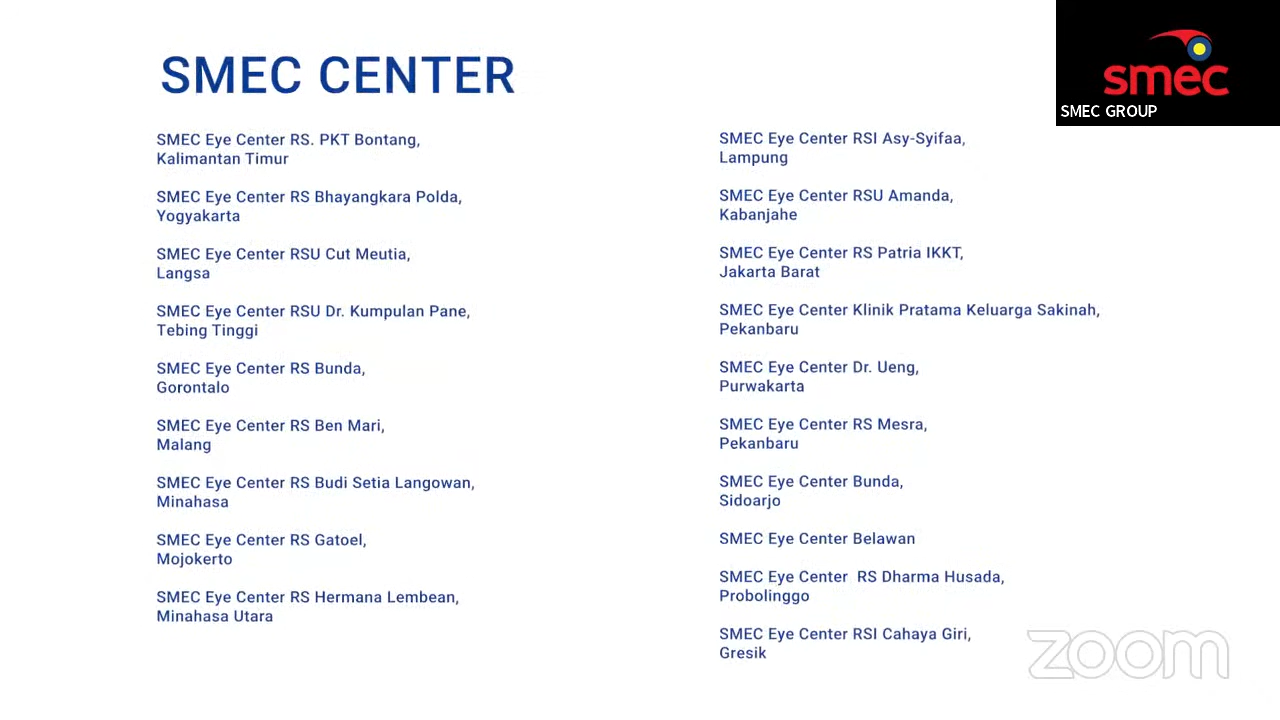 SMEC CENTER
SMEC Eye Center RS. PKT Bontang,
Kalimantan Timur
SMEC Eye Center RS Bhayangkara Polda,
Yogyakarta
SMEC Eye Center RSU Cut Meutia,
Langsa
SMEC Eye Center RSU Dr. Kumpulan Pane,
Tebing Tinggi
SMEC Eye Center RS Bunda,
Gorontalo
SMEC Eye Center RS Ben Mari,
Malang
SMEC Eye Center RS Budi Setia Langowan,
Minahasa
SMEC Eye Center RS Gatoel,
Mojokerto
SMEC Eye Center RS Hermana Lembean,
Minahasa Utara
SMEC Eye Center RSI Asy-Syifaa,
Lampung
SMEC Eye Center RSU Amanda,
Kabanjahe
SMEC Eye Center RS Patria IKKT,
Jakarta Barat
SMEC Eye Center Klinik Pratama Keluarga Sakinah,
Pekanbaru
SMEC Eye Center Dr. Ueng,
Purwakarta
SMEC Eye Center RS Mesra,
Pekanbaru
SMEC Eye Center Bunda,
Sidoarjo
SMEC Eye Center Belawan
SMEC Eye Center  RS Dharma Husada,
Probolinggo
SMEC Eye Center RSI Cahaya Giri,
Gresik
smec
SMEC GROUP
zoom